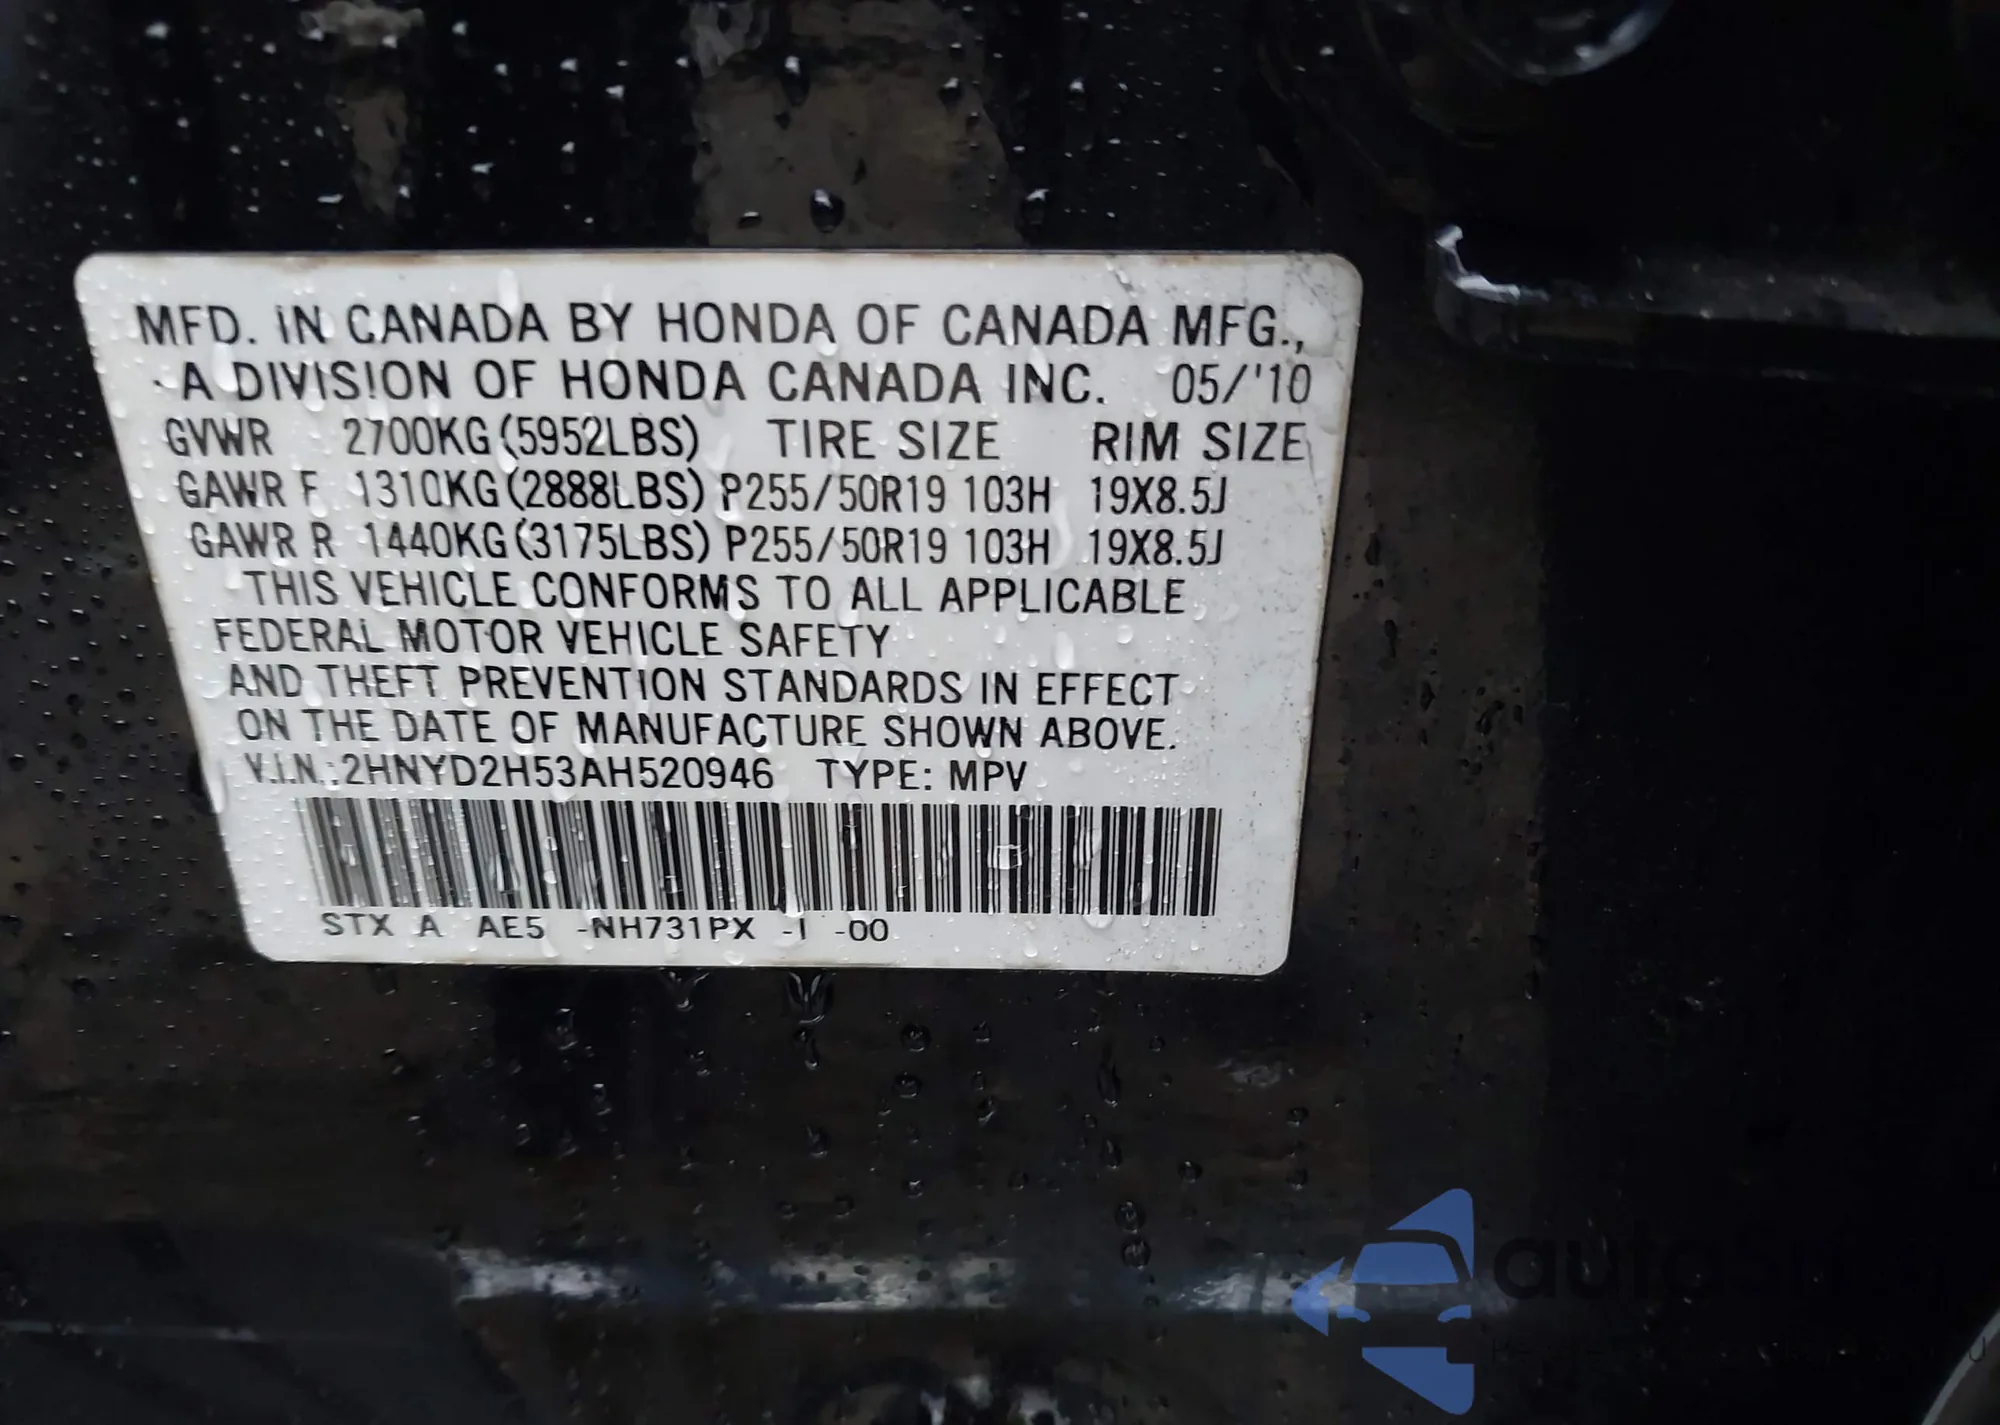 MFD. IN CANADA BY HONDA OF CANADA MFG.,
A DIVISION OF HONDA CANADA INC. 05/'10
GVWR 2700KG (5952LBS) TIRE SIZE RIM SIZE
GAWR F 1310KG (2888LBS) P255/50R19 103H 19X8.5J
GAWR R 1440KG (3175LBS) P255/50R19 103H 19X8.5J
THIS VEHICLE CONFORMS TO ALL APPLICABLE
FEDERAL MOTOR VEHICLE SAFETY
AND THEFT PREVENTION STANDARDS IN EFFECT
ON THE DATE OF MANUFACTURE SHOWN ABOVE.
V.I.N.:2HNYD2H53AH520946 TYPE: MPV
STX A AE5 -NH731PX -I -00